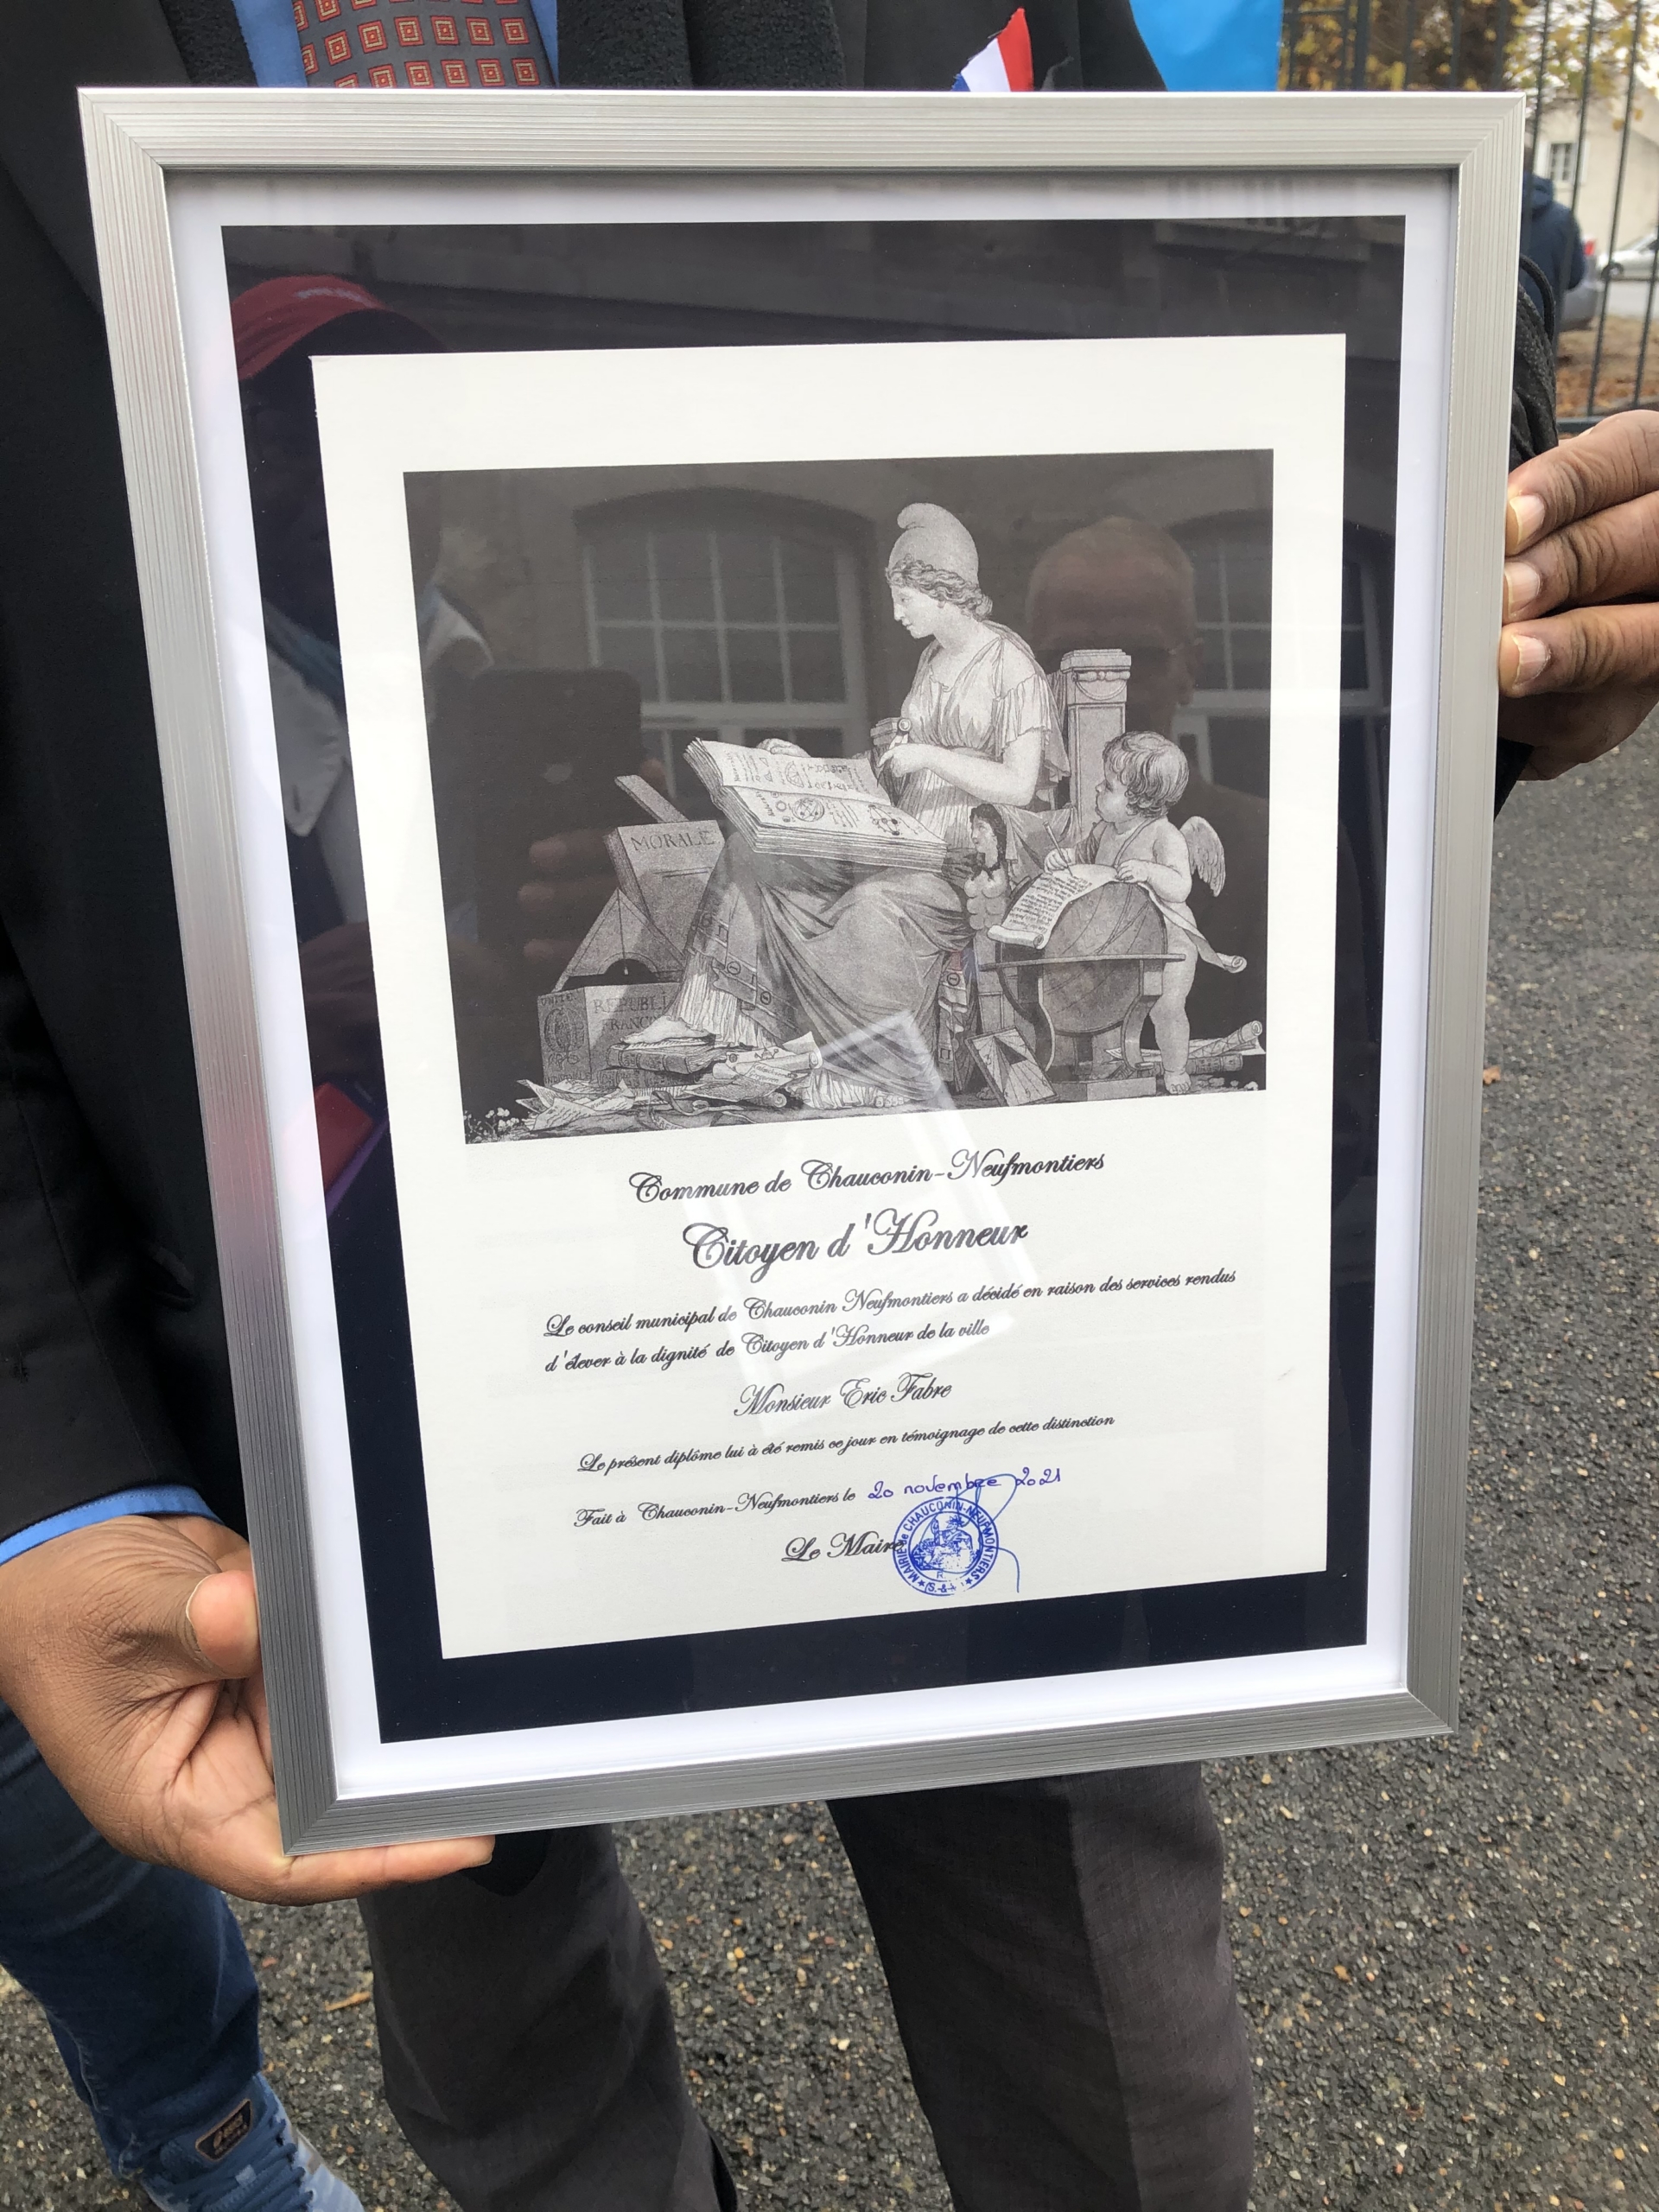 MORALE
REPUBLI
FRANC
Commune de Chauconin-Neufmontiers
Citoyen d'Honneur
Le conseil municipal de Chauconin Neufmontiers a décidé en raison des services rendus
d'élever à la dignité de Citoyen d'Honneur de la ville
Monsieur Eric Fabre
Le présent diplôme lui à été remis ce jour en témoignage de cette distinction
Fait à Chauconin-Neufmontiers le 20 novembre 2021
Le Maire
MAIRIE de CHAUCONIN-NEUFMONTIERS